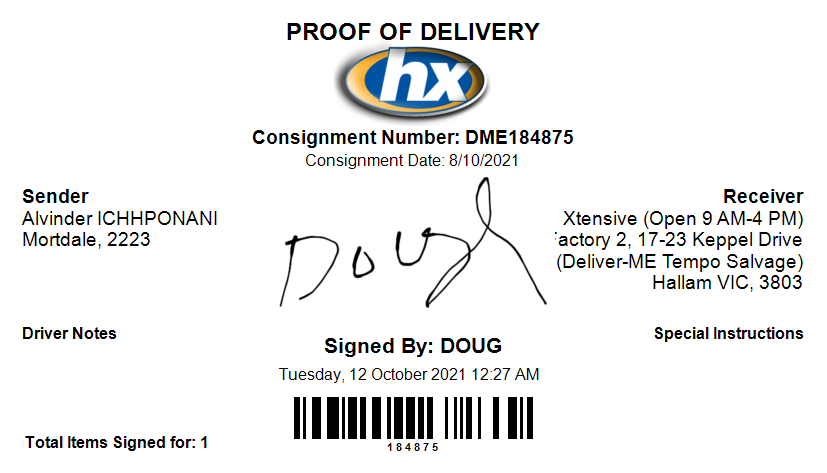 PROOF OF DELIVERY
hx
Consignment Number: DME184875
Consignment Date: 8/10/2021
Sender
Alvinder ICHHPONANI
Mortdale, 2223
Doug
Receiver
Xtensive (Open 9 AM-4 PM)
actory 2, 17-23 Keppel Drive
(Deliver-ME Tempo Salvage)
Hallam VIC, 3803
Driver Notes
Signed By: DOUG
Special Instructions
Tuesday, 12 October 2021 12:27 AM
184875
Total Items Signed for: 1